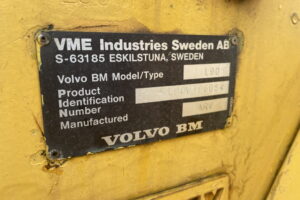 VME Industries Sweden AB
S-63185 ESKILSTUNA, SWEDEN
Volvo BM Model/Type
Product
Identification
Number
Manufactured
VOLVO BM